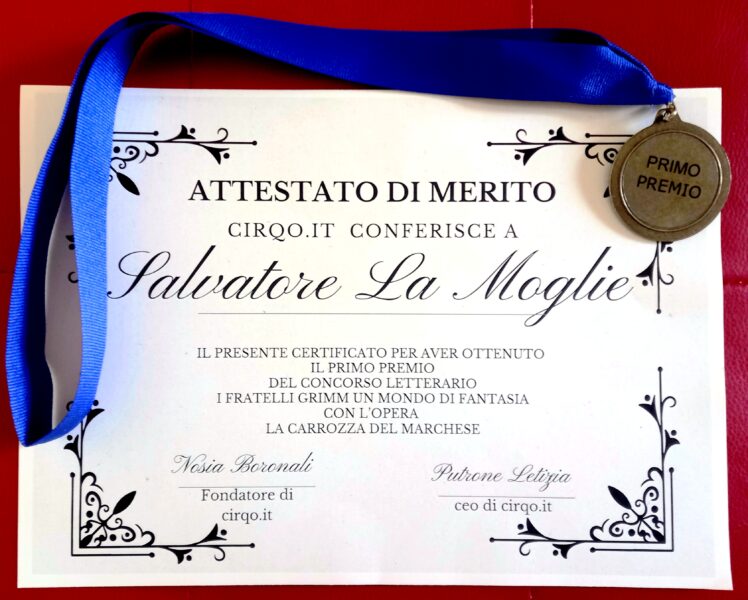 PRIMO
PREMIO
ATTESTATO DI MERITO
CIRQO.IT CONFERISCE A
Salvatore La Moglie
IL PRESENTE CERTIFICATO PER AVER OTTENUTO
IL PRIMO PREMIO
DEL CONCORSO LETTERARIO
I FRATELLI GRIMM UN MONDO DI FANTASIA
CON L'OPERA
LA CARROZZA DEL MARCHESE
Nosia Boronali
Fondatore di
cirqo.it
Putrone Letizia
ceo di cirqo.it